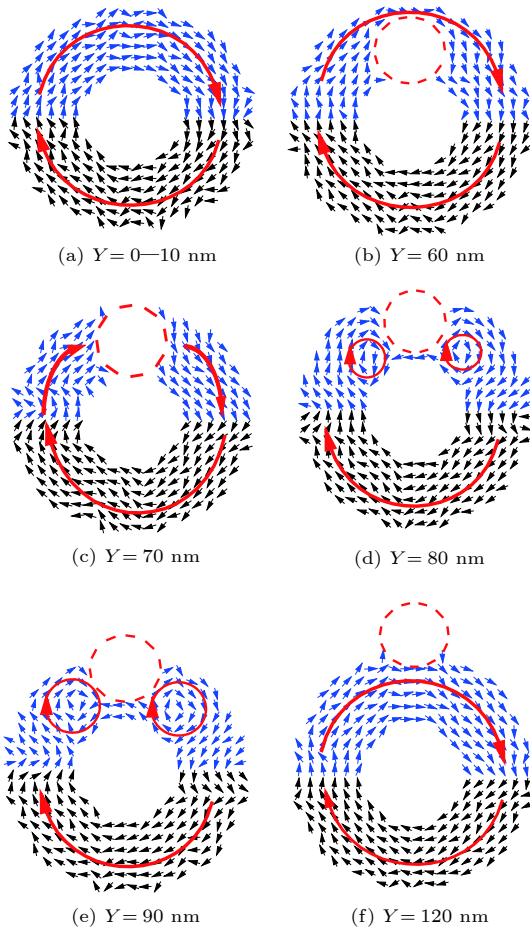 (a) Y = 0—10 nm
(b) Y = 60 nm
(c) Y = 70 nm
(d) Y = 80 nm
(e) Y = 90 nm
(f) Y = 120 nm